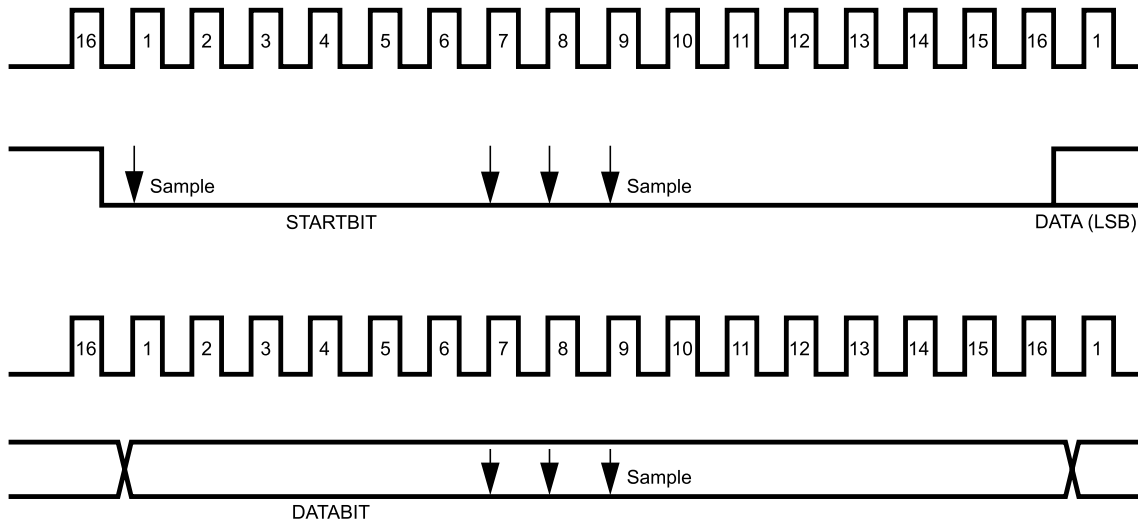 16 1 2 3 4 5 6 7 8 9 10 11 12 13 14 15 16 1
Sample Sample
STARTBIT DATA (LSB)
16 1 2 3 4 5 6 7 8 9 10 11 12 13 14 15 16 1
Sample
DATABIT